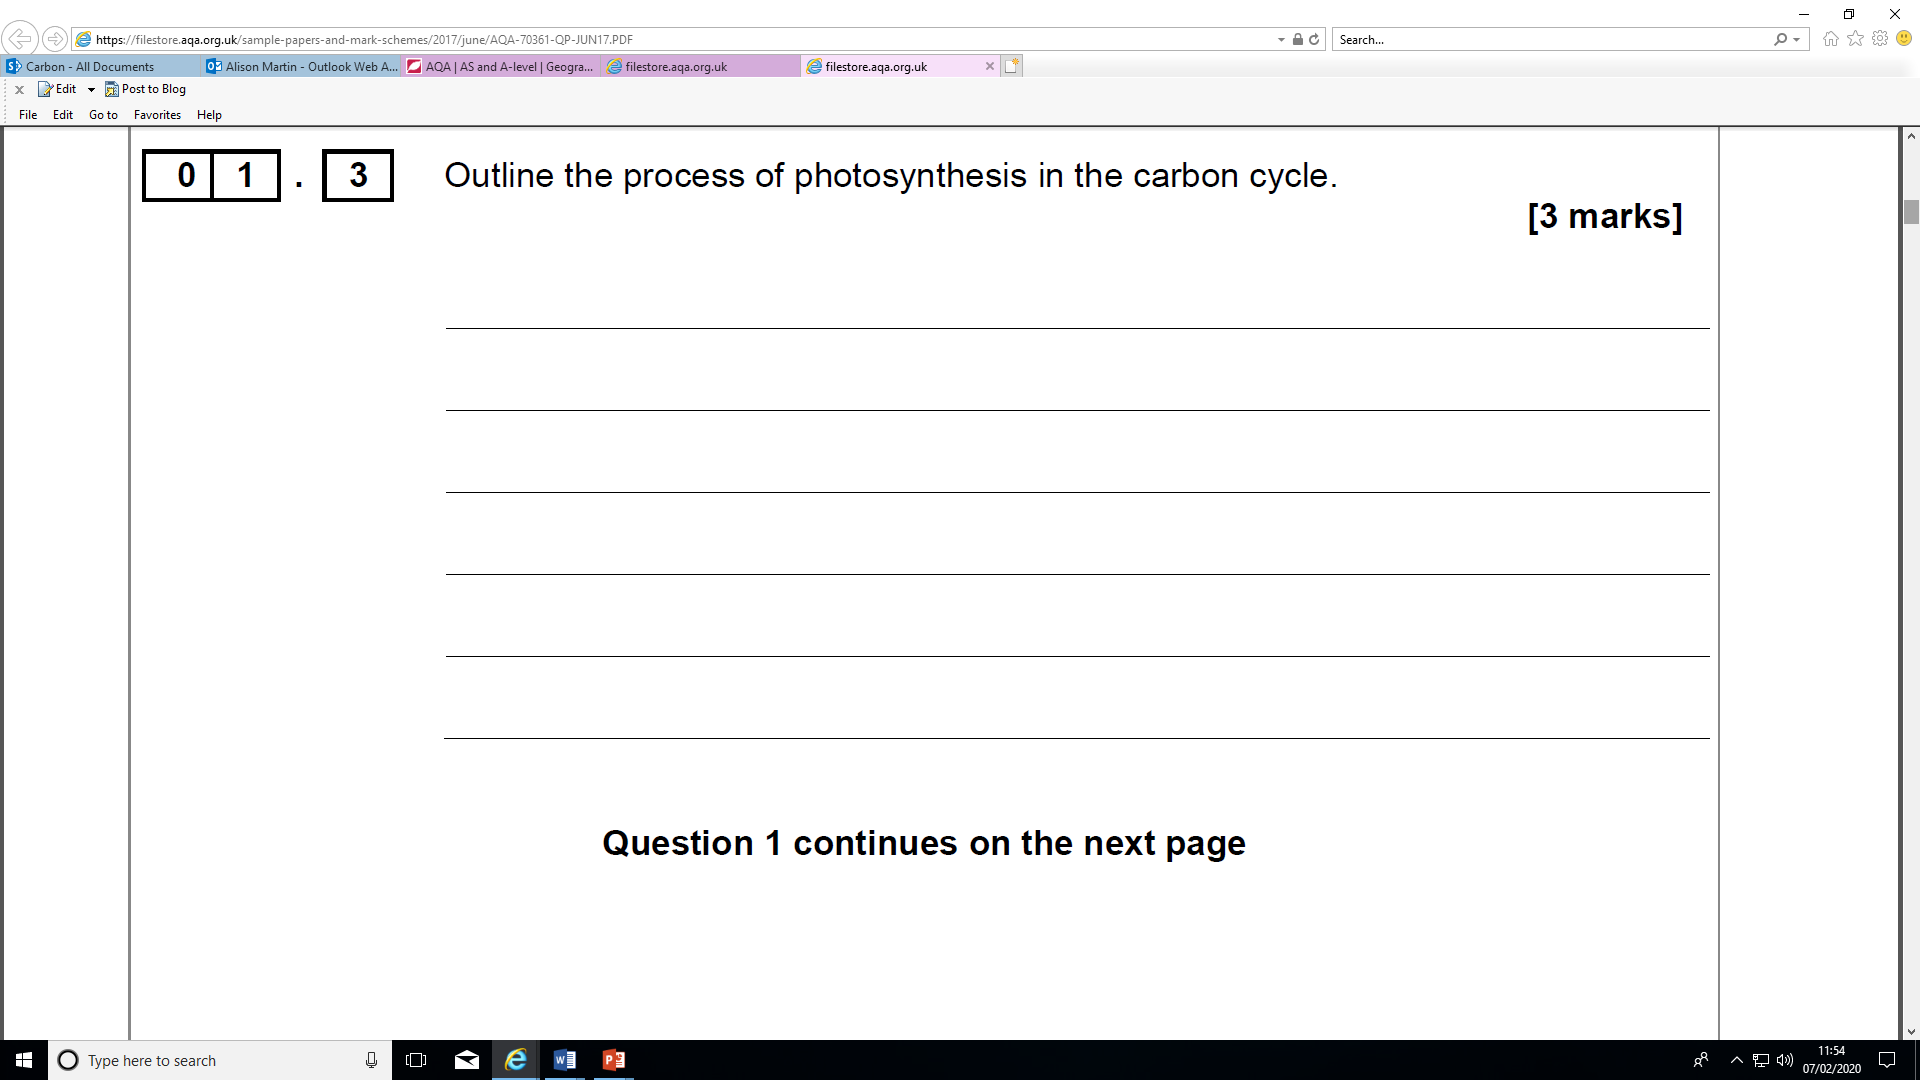 https://filestore.aqa.org.uk/sample-papers-and-mark-schemes/2017/june/AQA-70361-QP-JUN17.PDF
Search...
Carbon - All Documents
Alison Martin - Outlook Web A...
AQA | AS and A-level | Geogra...
filestore.aqa.org.uk
filestore.aqa.org.uk
Edit
Post to Blog
File Edit Go to Favorites Help
0 1 . 3 Outline the process of photosynthesis in the carbon cycle.
[3 marks]
Question 1 continues on the next page
Type here to search
11:54
07/02/2020